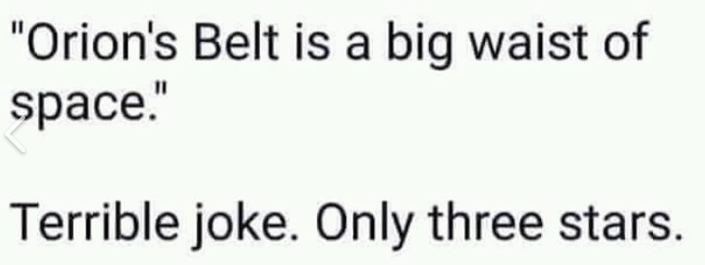 "Orion's Belt is a big waist of
space."
Terrible joke. Only three stars.